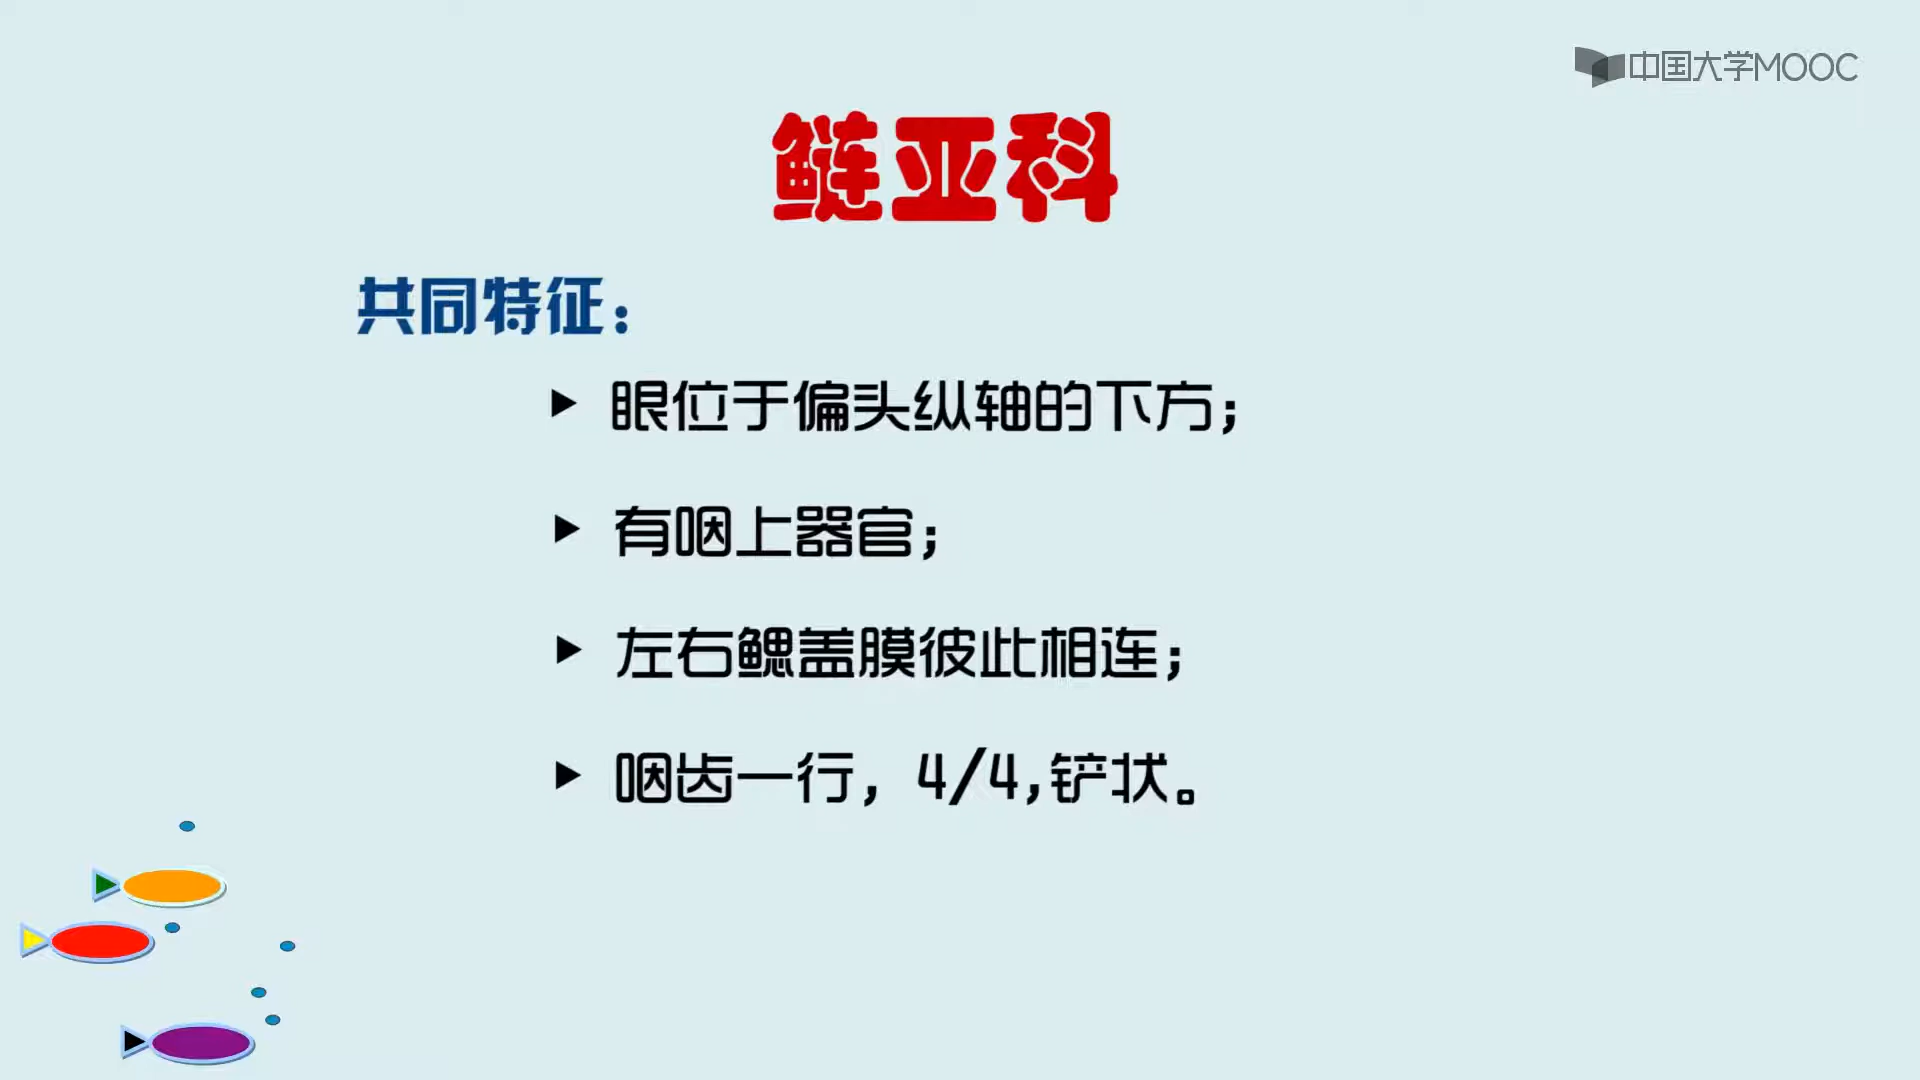 中国大学MOOC
鲢亚科
共同特征：
眼位于偏头纵轴的下方；
有咽上器官；
左右鳃盖膜彼此相连；
咽齿一行，4/4,铲状。